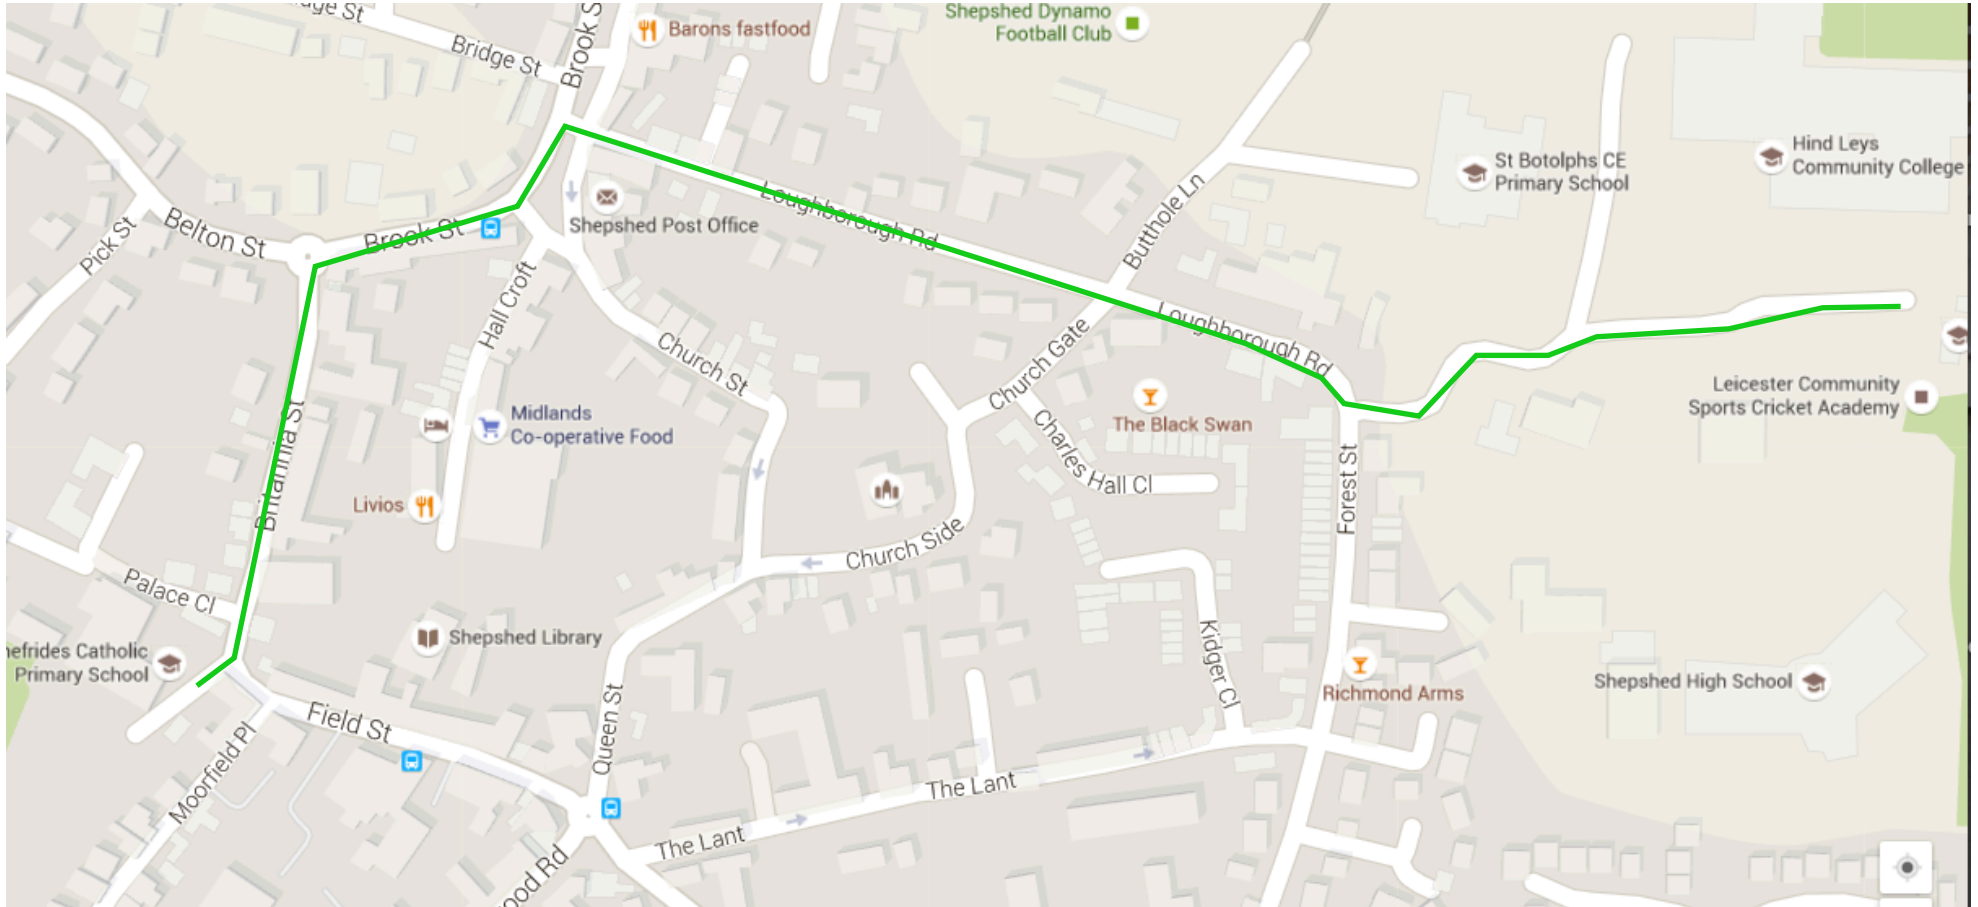 Bridge St
Brook S
Barons fastfood
Shepshed Dynamo
Football Club
Hind Leys
Community College
St Botolphs CE
Primary School
Butthole Ln
Shepshed Post Office
Loughborough Rd
Belton St
Pick St
Brook St
Hall Croft
Church St
Church Gate
Loughborough Rd
Leicester Community
Sports Cricket Academy
The Black Swan
Midlands
Co-operative Food
Charles Hall Cl
Forest St
Britannia St
Livios
Church Side
Palace Cl
Shepshed Library
nefrides Catholic
Primary School
Kidger Cl
Richmond Arms
Shepshed High School
Field St
Moorfield Pl
Queen St
The Lant
The Lant
ood Rd